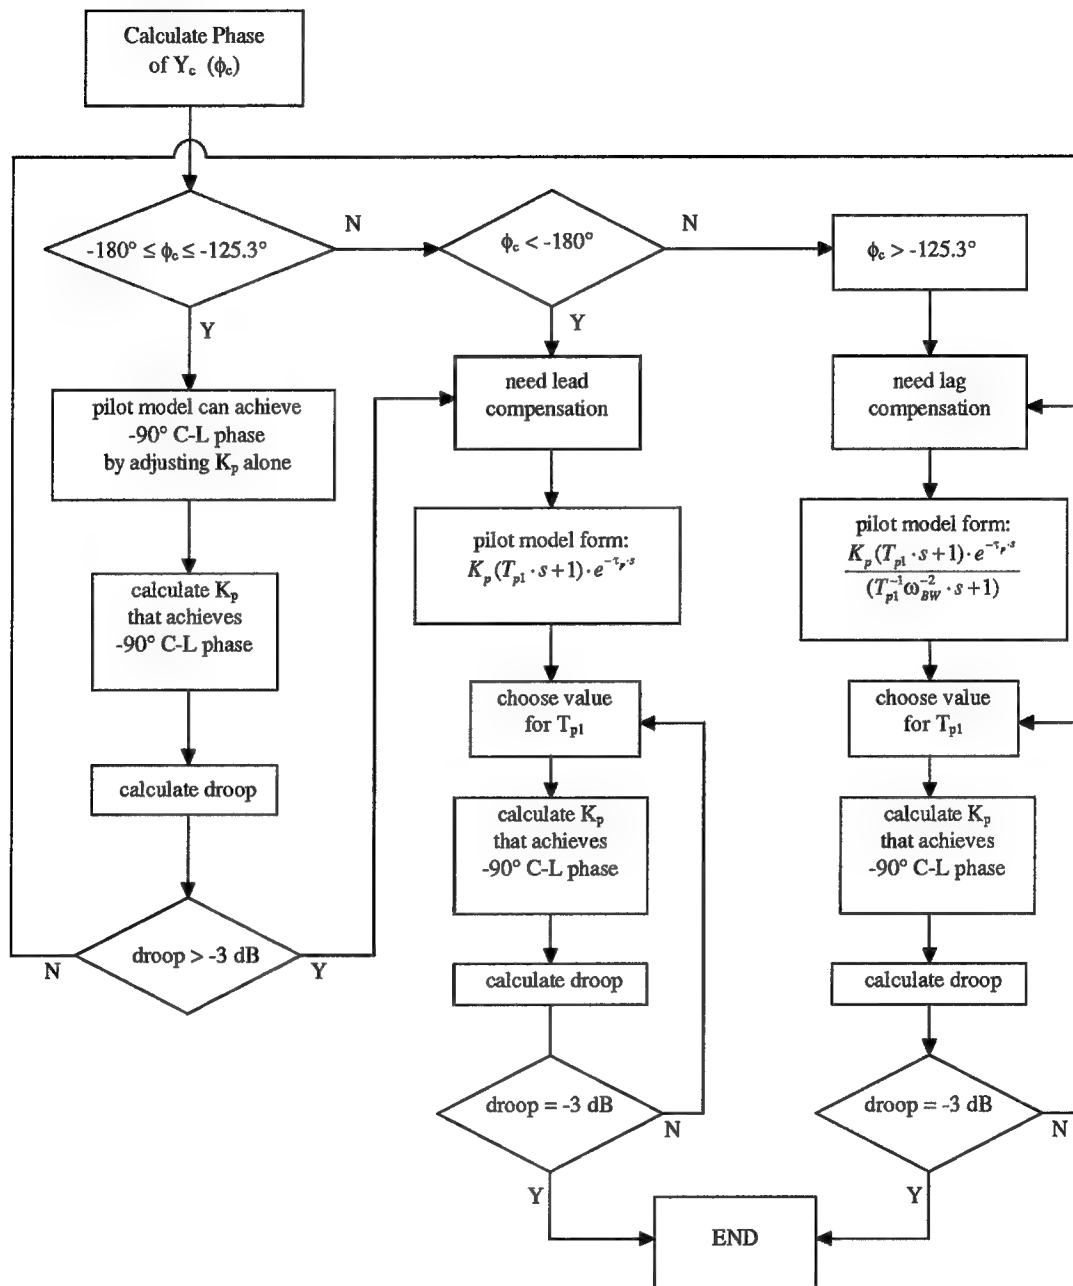 Calculate Phase
of Y_c (ϕ_c)
-180° ≤ ϕ_c ≤ -125.3°
N
Y
ϕ_c < -180°
N
Y
ϕ_c > -125.3°
pilot model can achieve
-90° C-L phase
by adjusting K_p alone
need lead
compensation
need lag
compensation
pilot model form:
K_p(T_p1 · s + 1) · e^{-τ_p · s}
pilot model form:
K_p(T_p1 · s + 1) · e^{-τ_p · s}
(T_p1^{-1} ω_BW^{-2} · s + 1)
calculate K_p
that achieves
-90° C-L phase
choose value
for T_p1
choose value
for T_p1
calculate droop
calculate K_p
that achieves
-90° C-L phase
calculate K_p
that achieves
-90° C-L phase
droop > -3 dB
N
Y
calculate droop
calculate droop
droop = -3 dB
N
Y
droop = -3 dB
N
Y
END